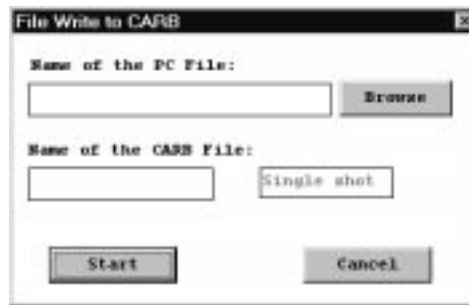 File Write to CARB
Name of the PC File:
Browse
Name of the CARB File:
Single shot
Start
Cancel